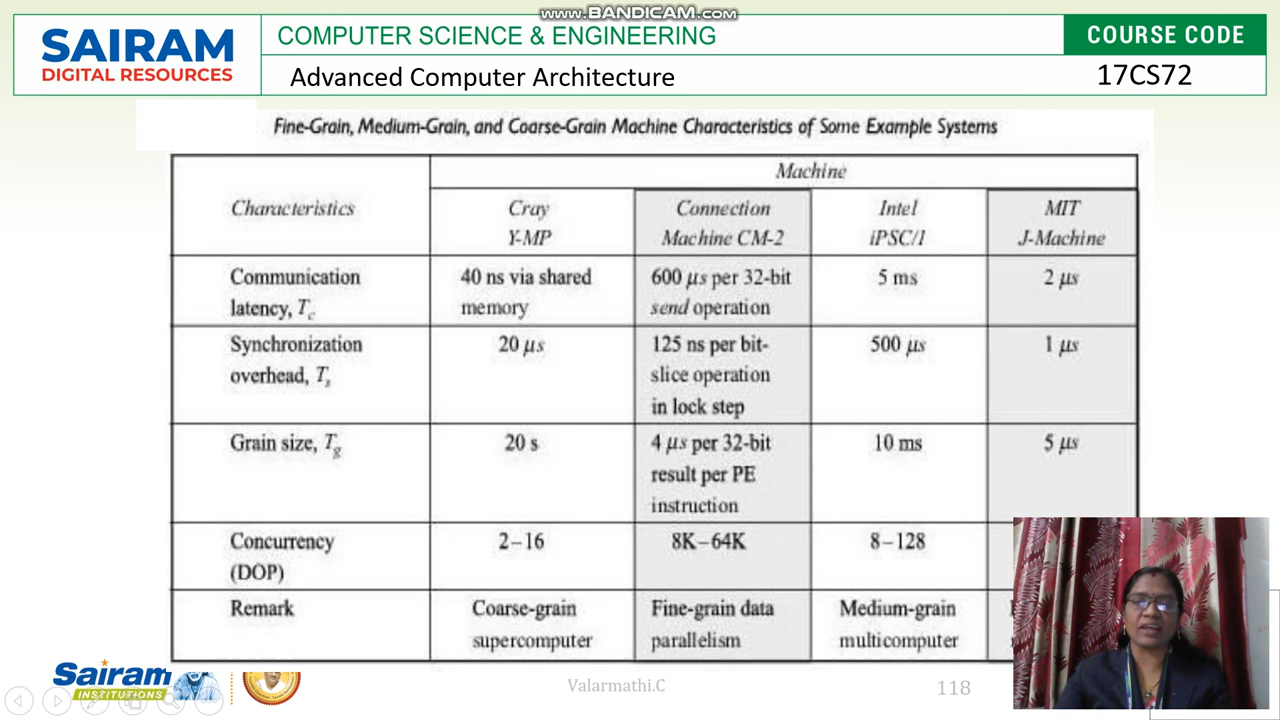 www.BANDICAM.com
SAIRAM
DIGITAL RESOURCES
COMPUTER SCIENCE & ENGINEERING
COURSE CODE
Advanced Computer Architecture
17CS72
Fine-Grain, Medium-Grain, and Coarse-Grain Machine Characteristics of Some Example Systems
Characteristics
Machine
Cray
Y-MP
Connection
Machine CM-2
Intel
iPSC/1
MIT
J-Machine
Communication
latency, Tc
40 ns via shared
memory
600 µs per 32-bit
send operation
5 ms
2 µs
Synchronization
overhead, Ts
20 µs
125 ns per bit-
slice operation
in lock step
500 µs
1 µs
Grain size, Tg
20 s
4 µs per 32-bit
result per PE
instruction
10 ms
5 µs
Concurrency
(DOP)
2–16
8K–64K
8–128
Remark
Coarse-grain
supercomputer
Fine-grain data
parallelism
Medium-grain
multicomputer
Sairam
INSTITUTIONS
Valarmathi.C
118